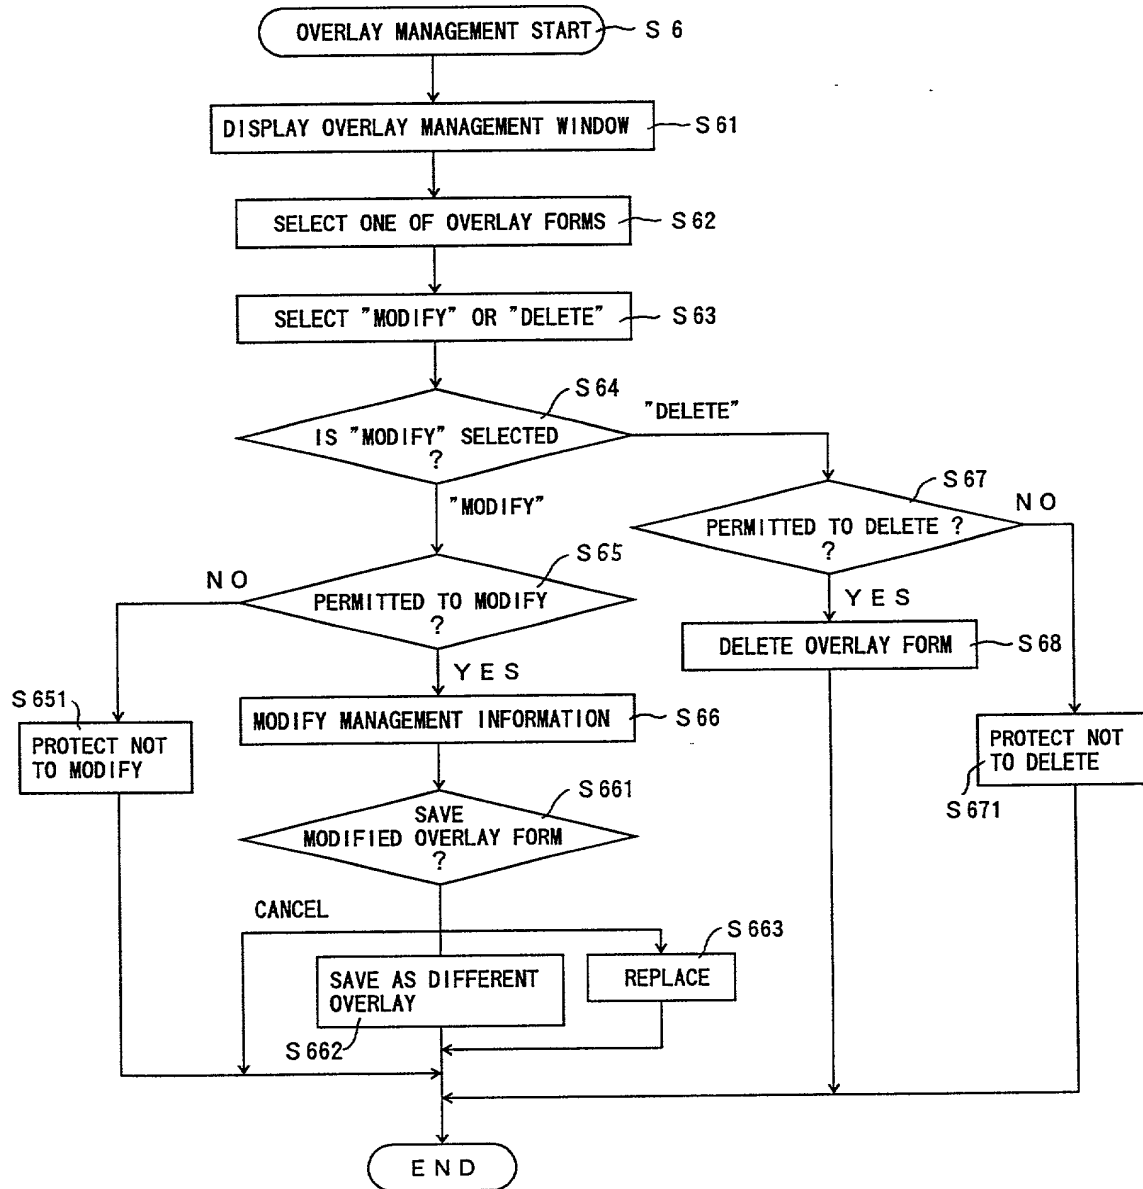 OVERLAY MANAGEMENT START
S 6
DISPLAY OVERLAY MANAGEMENT WINDOW
S 61
SELECT ONE OF OVERLAY FORMS
S 62
SELECT "MODIFY" OR "DELETE"
S 63
S 64
IS "MODIFY" SELECTED
?
"DELETE"
"MODIFY"
S 67
PERMITTED TO DELETE ?
?
NO
YES
S 65
PERMITTED TO MODIFY
?
NO
YES
DELETE OVERLAY FORM
S 68
S 651
PROTECT NOT
TO MODIFY
MODIFY MANAGEMENT INFORMATION
S 66
PROTECT NOT
TO DELETE
S 671
S 661
SAVE
MODIFIED OVERLAY FORM
?
CANCEL
S 663
SAVE AS DIFFERENT
OVERLAY
REPLACE
S 662
END